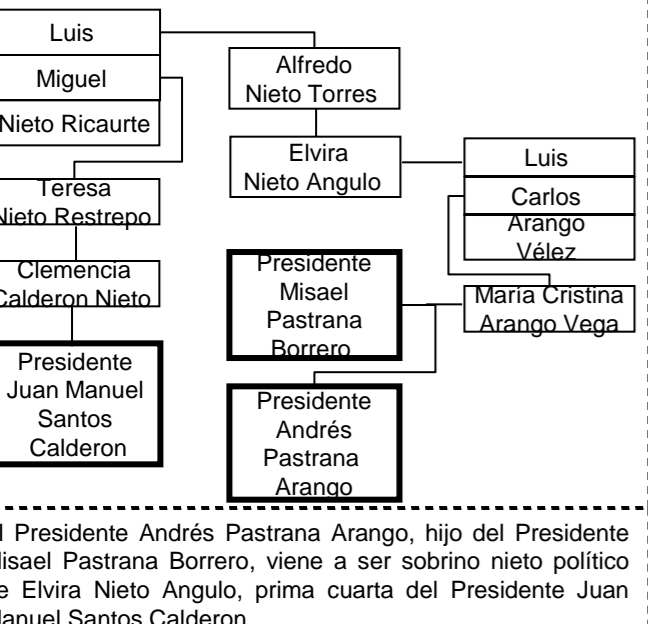 Luis
Miguel
Nieto Ricaurte
Teresa
Nieto Restrepo
Clemencia
Calderon Nieto
Presidente
Juan Manuel
Santos
Calderon
Alfredo
Nieto Torres
Elvira
Nieto Angulo
Luis
Carlos
Arango
Vélez
María Cristina
Arango Vega
Presidente
Misael
Pastrana
Borrero
Presidente
Andrés
Pastrana
Arango
l Presidente Andrés Pastrana Arango, hijo del Presidente
Misael Pastrana Borrero, viene a ser sobrino nieto político
e Elvira Nieto Angulo, prima cuarta del Presidente Juan
Manuel Santos Calderon